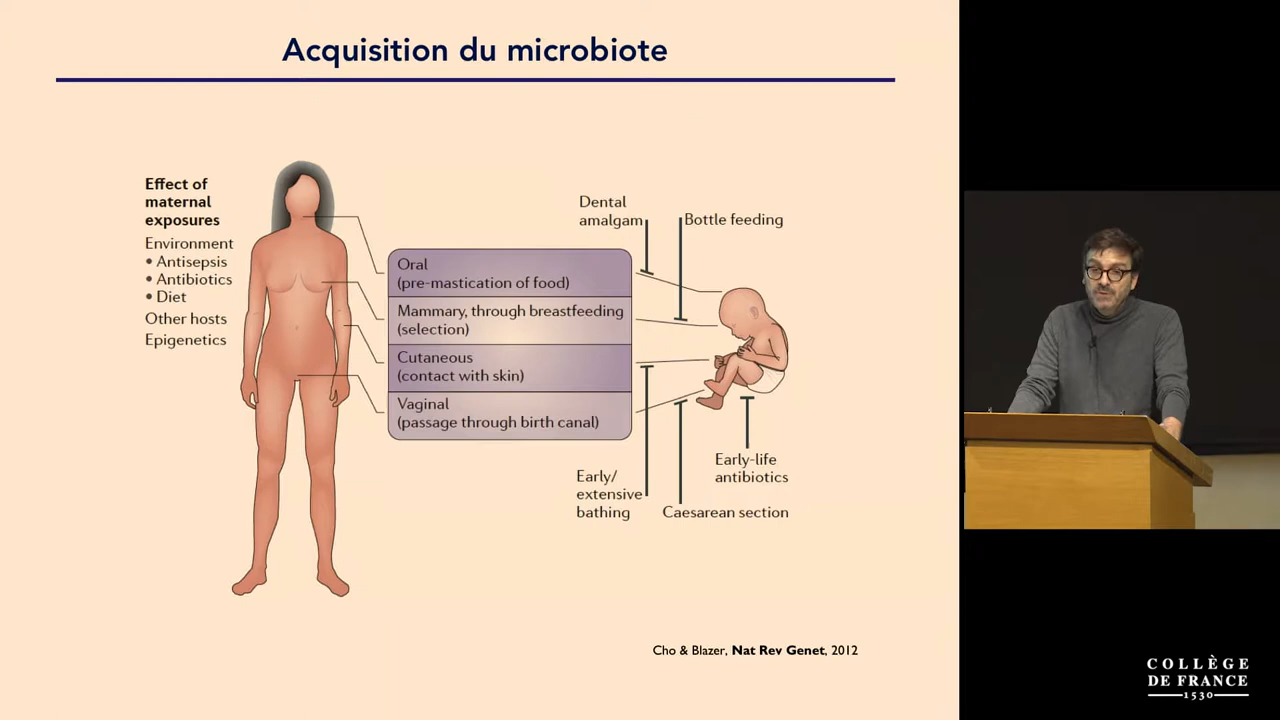 Acquisition du microbiote
Effect of
maternal
exposures
Environment
• Antisepsis
• Antibiotics
• Diet
Other hosts
Epigenetics
Oral
(pre-mastication of food)
Mammary, through breastfeeding
(selection)
Cutaneous
(contact with skin)
Vaginal
(passage through birth canal)
Dental
amalgam
Bottle feeding
Early/
extensive
bathing
Caesarean section
Early-life
antibiotics
Cho & Blazer, Nat Rev Genet, 2012
COLLÈGE
DE FRANCE
1530